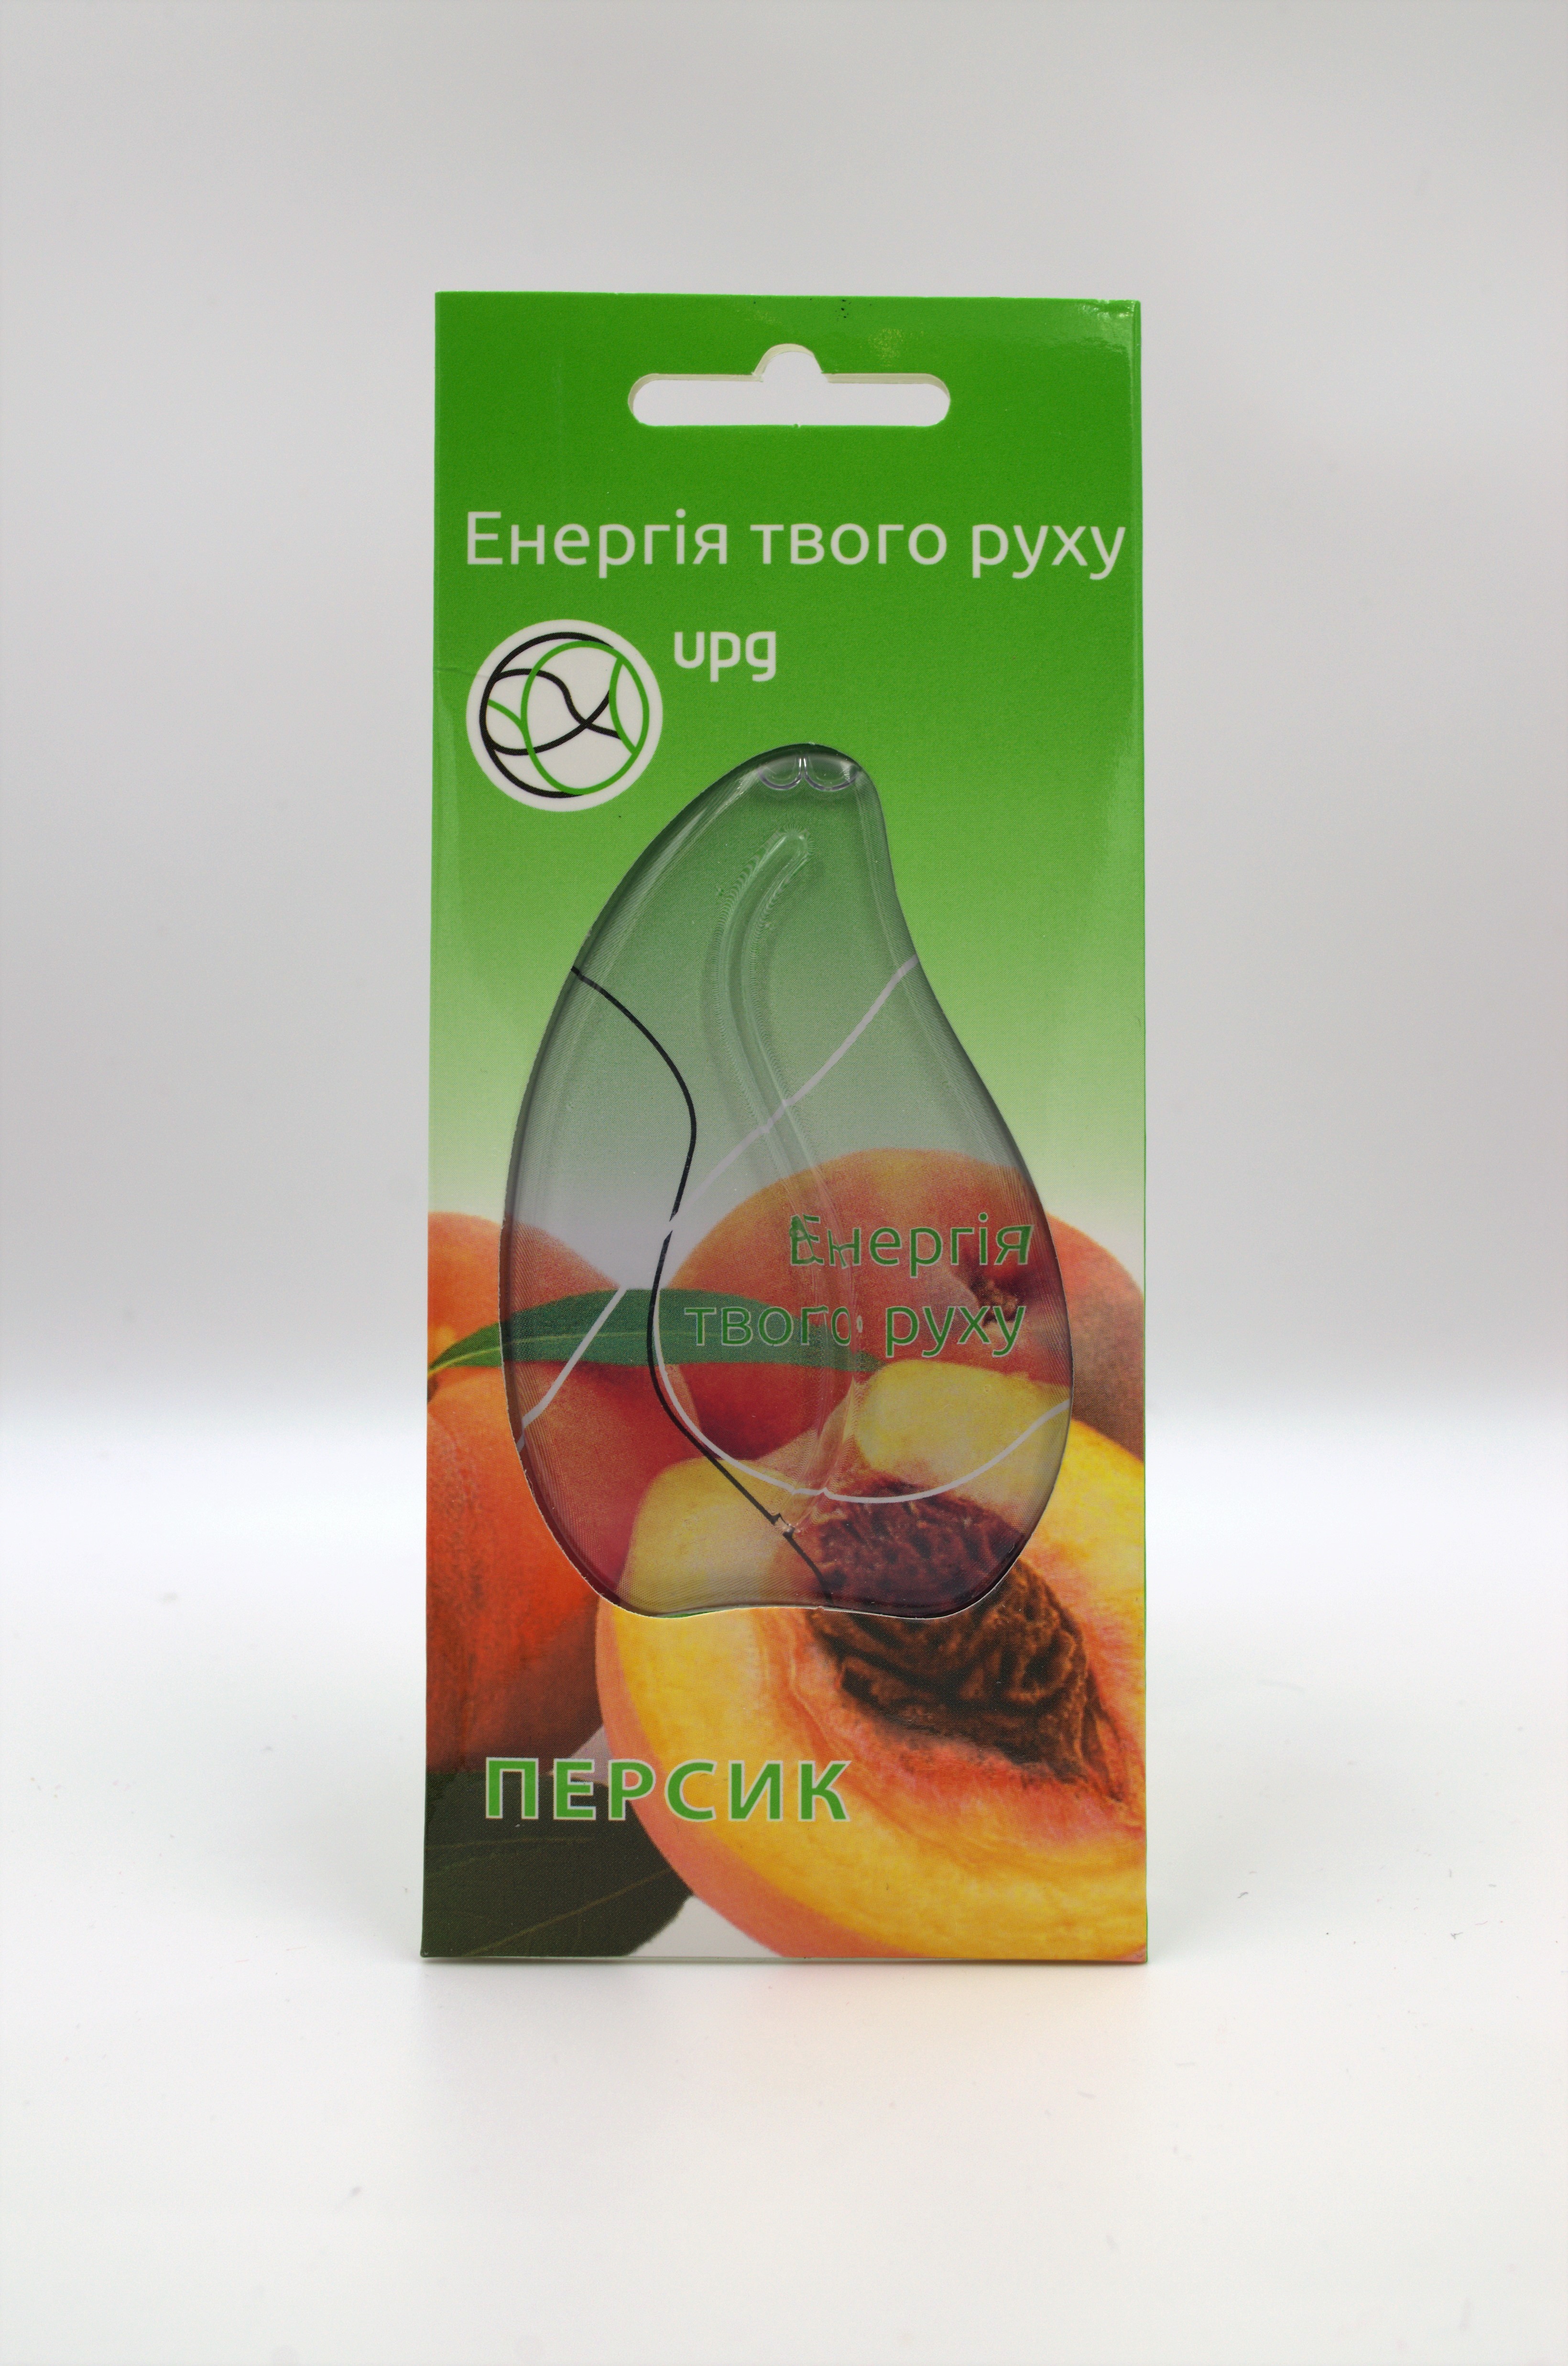 Енергія твого руху
upg
Енергія
твого руху
ПЕРСИК